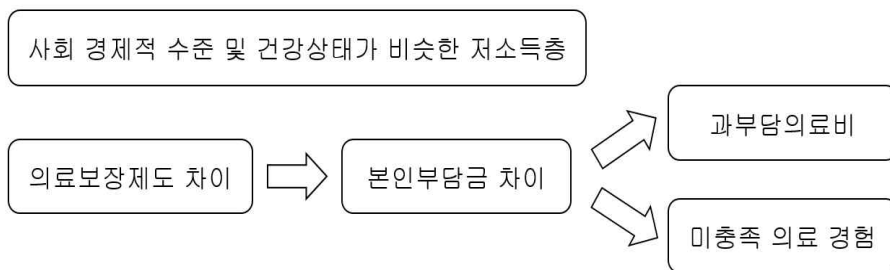 사회 경제적 수준 및 건강상태가 비슷한 저소득층
의료보장제도 차이
본인부담금 차이
과부담의료비
미충족 의료 경험